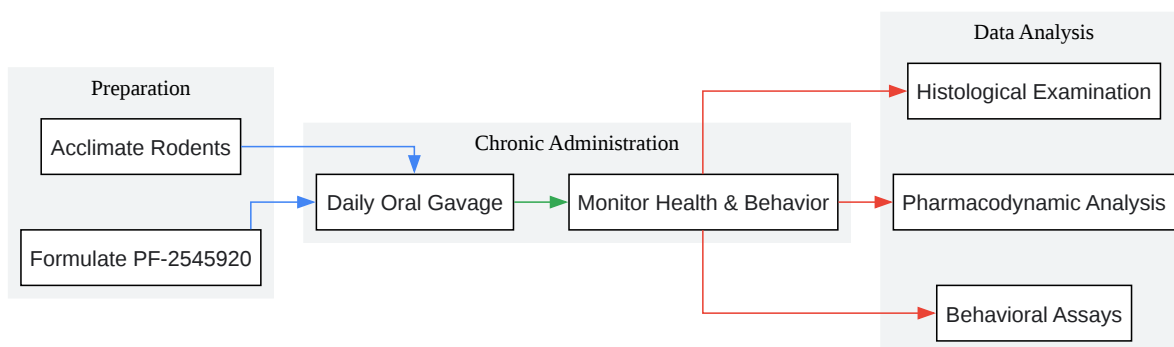 Preparation
Acclimate Rodents
Formulate PF-2545920
Chronic Administration
Daily Oral Gavage
Monitor Health & Behavior
Data Analysis
Histological Examination
Pharmacodynamic Analysis
Behavioral Assays